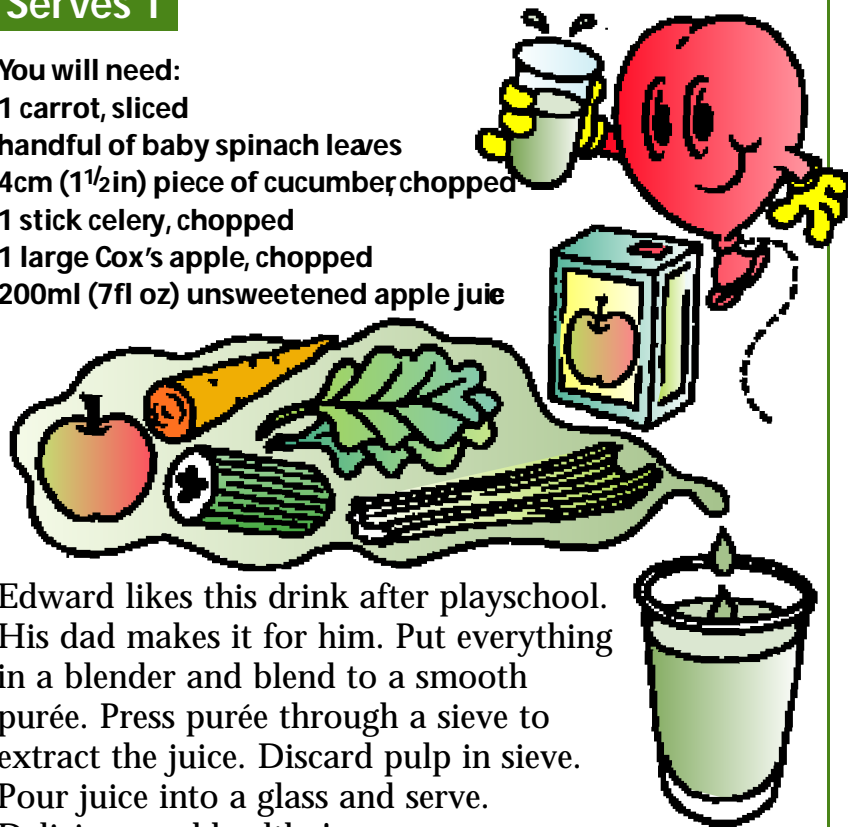 Serves 1
You will need:
1 carrot, sliced
handful of baby spinach leaves
4cm (1 1/2in) piece of cucumber, chopped
1 stick celery, chopped
1 large Cox's apple, chopped
200ml (7fl oz) unsweetened apple juice
Edward likes this drink after playschool.
His dad makes it for him. Put everything
in a blender and blend to a smooth
purée. Press purée through a sieve to
extract the juice. Discard pulp in sieve.
Pour juice into a glass and serve.